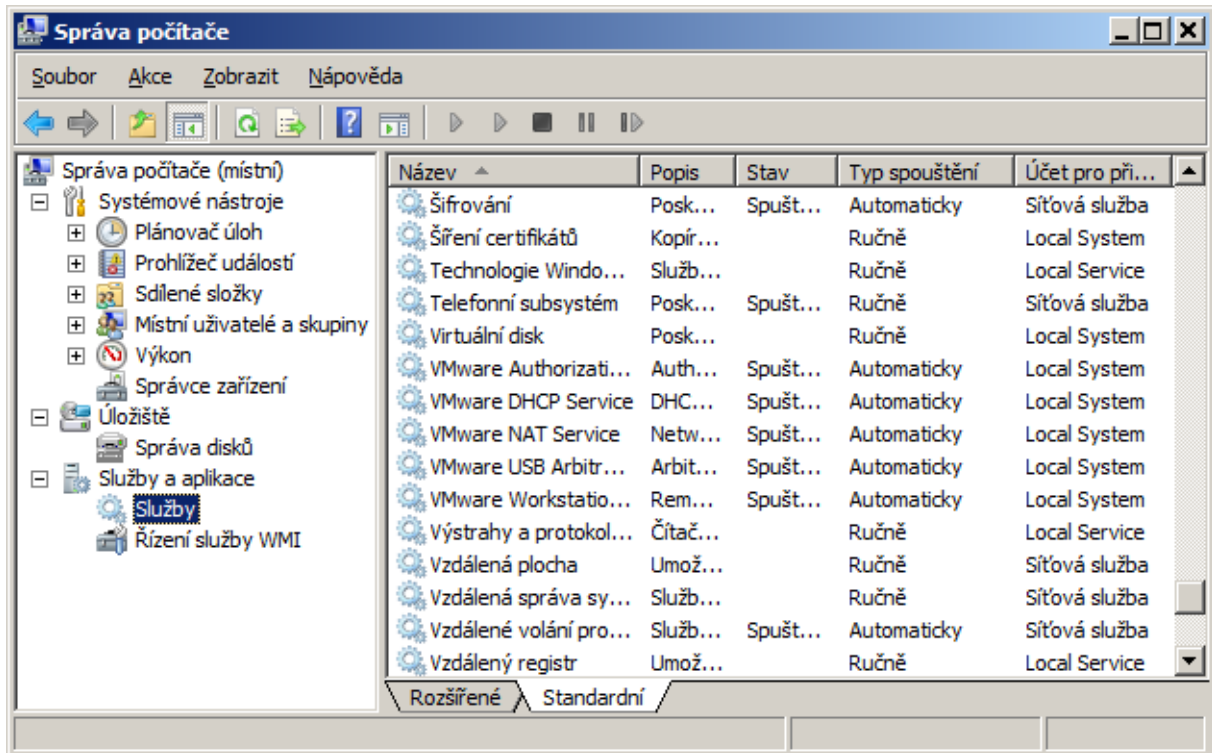 Správa počítače
Soubor Akce Zobrazit Nápověda
Správa počítače (místní)
Systémové nástroje
Plánovač úloh
Prohlížeč událostí
Sdílené složky
Místní uživatelé a skupiny
Výkon
Správce zařízení
Úložiště
Správa disků
Služby a aplikace
Služby
Řízení služby WMI
Název Popis Stav Typ spouštění Účet pro při...
Šifrování Posk... Spušt... Automaticky Síťová služba
Šíření certifikátů Kopír... Ručně Local System
Technologie Windo... Služb... Ručně Local Service
Telefonní subsystém Posk... Spušt... Ručně Síťová služba
Virtuální disk Posk... Ručně Local System
VMware Authorizati... Auth... Spušt... Automaticky Local System
VMware DHCP Service DHC... Spušt... Automaticky Local System
VMware NAT Service Netw... Spušt... Automaticky Local System
VMware USB Arbitr... Arbit... Spušt... Automaticky Local System
VMware Workstatio... Rem... Spušt... Automaticky Local System
Výstrahy a protokol... Čítač... Ručně Local Service
Vzdálená plocha Umož... Ručně Síťová služba
Vzdálená správa sy... Služb... Ručně Síťová služba
Vzdálené volání pro... Služb... Spušt... Automaticky Síťová služba
Vzdálený registr Umož... Ručně Local Service
Rozšířené Standardní